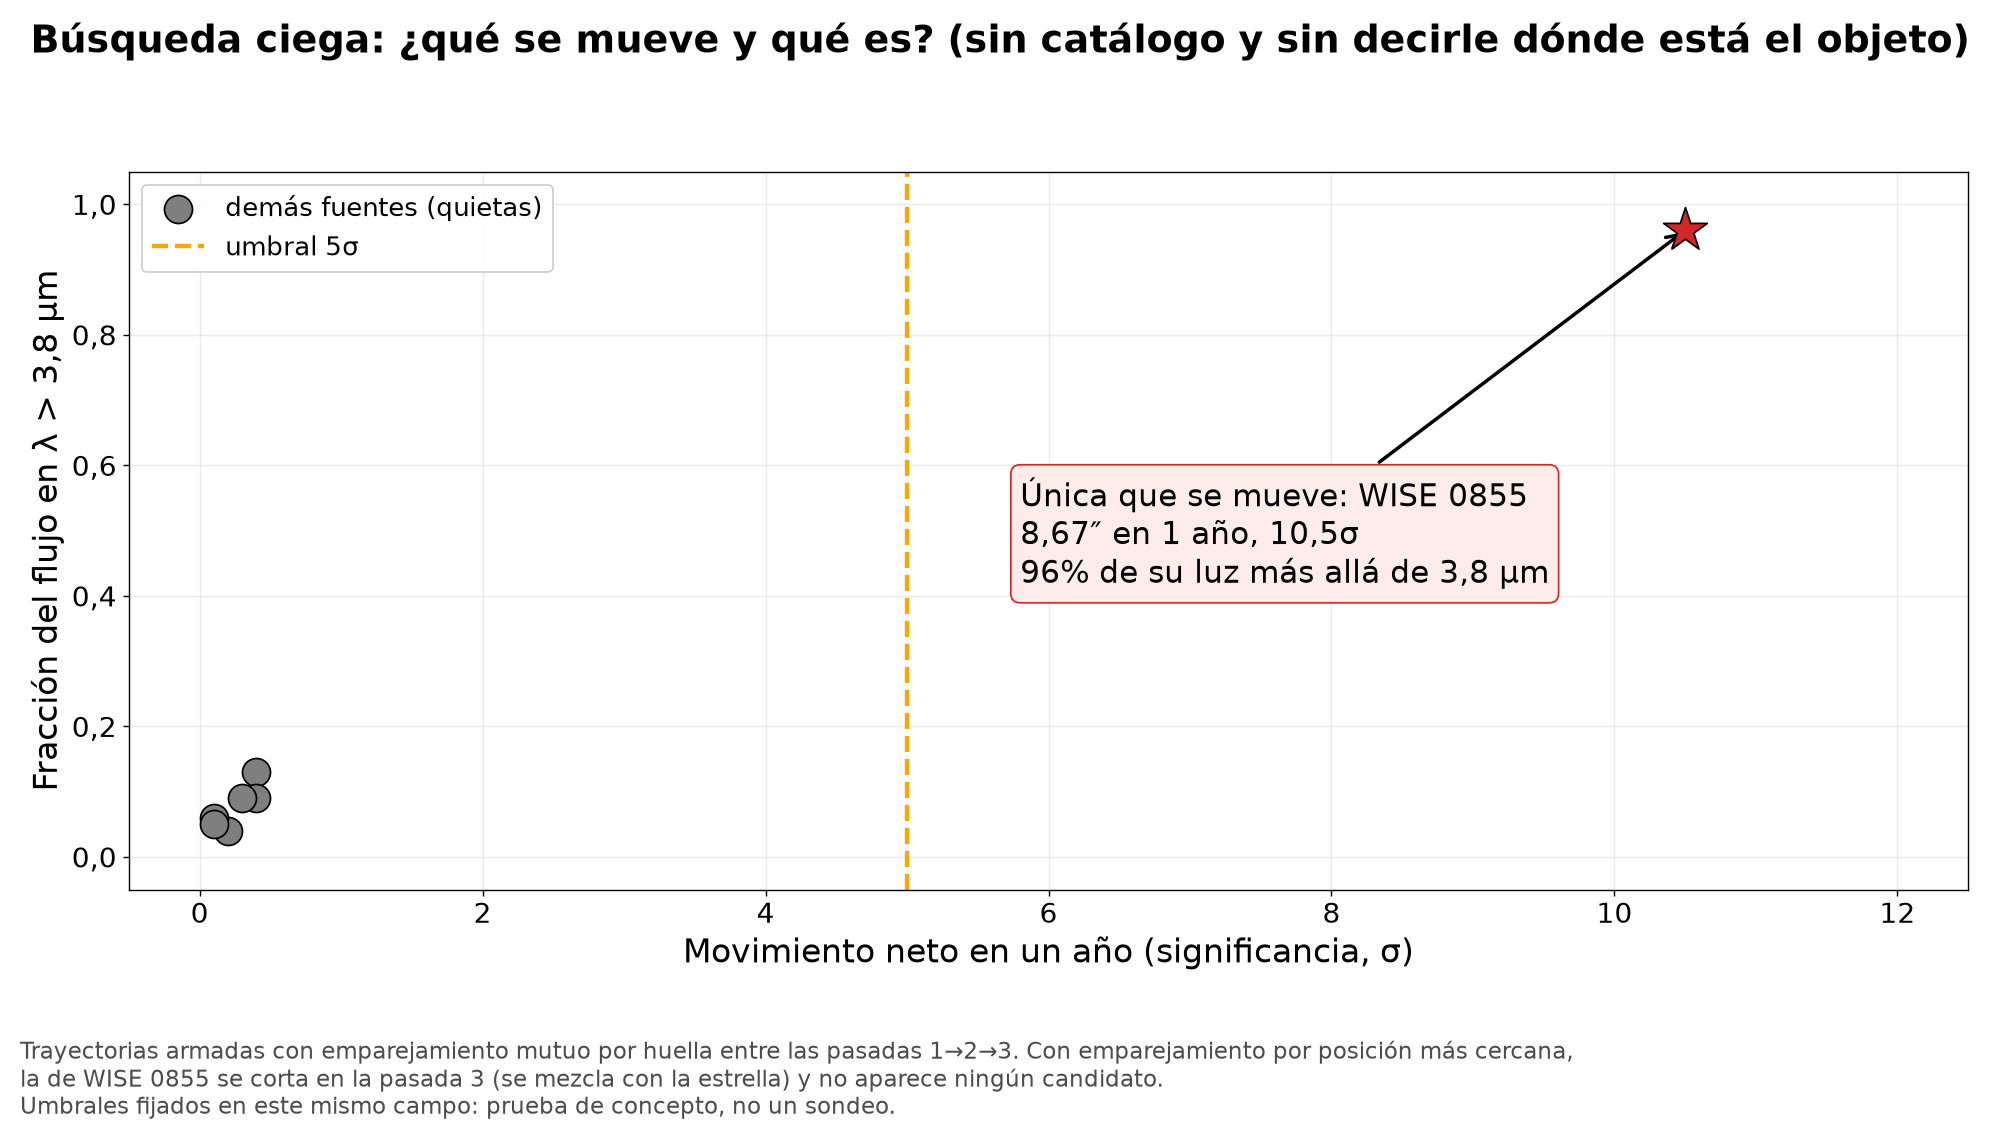 Búsqueda ciega: ¿qué se mueve y qué es? (sin catálogo y sin decirle dónde está el objeto)
demás fuentes (quietas)
umbral 5σ
Fracción del flujo en λ > 3,8 µm
1,0
0,8
0,6
0,4
0,2
0,0
Única que se mueve: WISE 0855
8,67″ en 1 año, 10,5σ
96% de su luz más allá de 3,8 µm
0
2
4
6
8
10
12
Movimiento neto en un año (significancia, σ)
Trayectorias armadas con emparejamiento mutuo por huella entre las pasadas 1→2→3. Con emparejamiento por posición más cercana,
la de WISE 0855 se corta en la pasada 3 (se mezcla con la estrella) y no aparece ningún candidato.
Umbrales fijados en este mismo campo: prueba de concepto, no un sondeo.